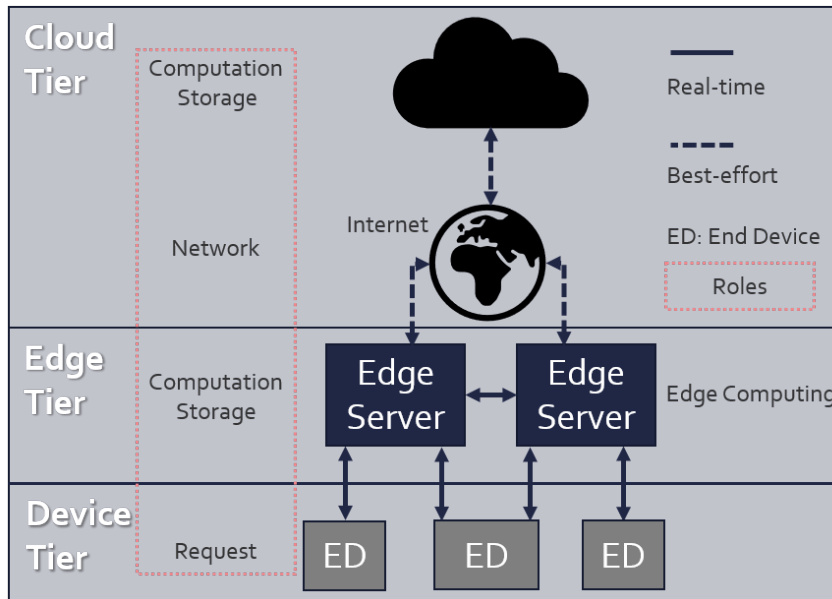 Cloud
Tier
Computation
Storage
Network
Internet
Real-time
Best-effort
ED: End Device
Roles
Edge
Tier
Computation
Storage
Edge
Server
Edge
Server
Edge Computing
Device
Tier
Request
ED
ED
ED